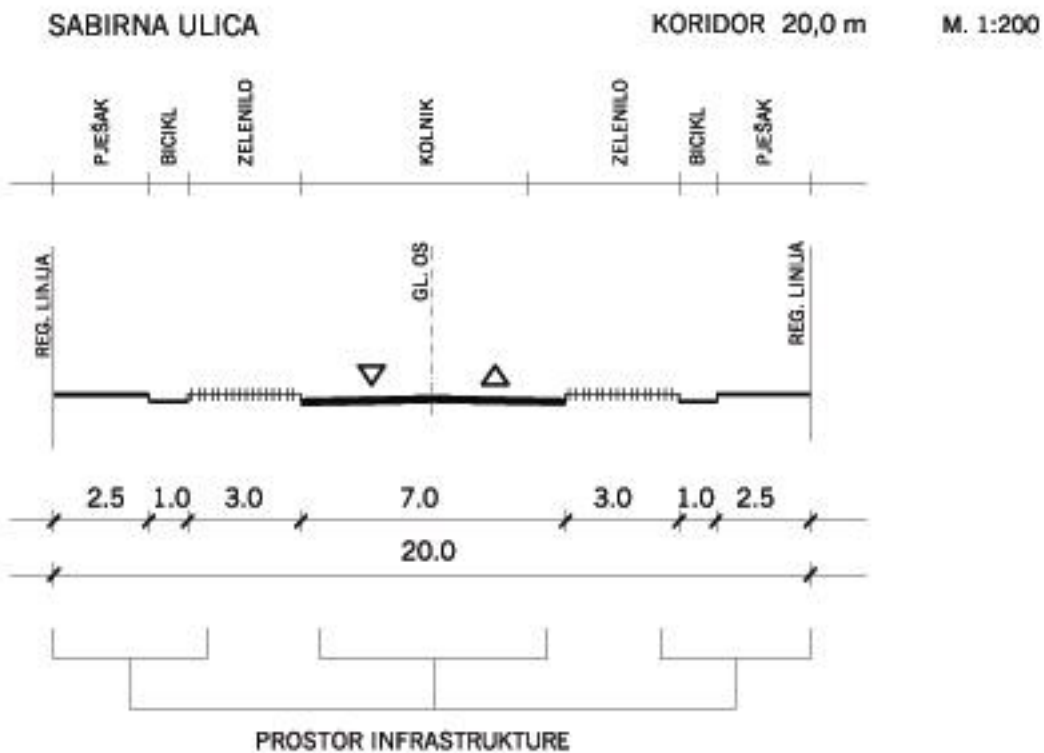 SABIRNA ULICA KORIDOR 20,0 m M. 1:200
PJEŠAK BICIKL ZELENILO KOLNIK ZELENILO BICIKL PJEŠAK
REG. LINIJA GL. OS REG. LINIJA
2.5 1.0 3.0 7.0 3.0 1.0 2.5
20.0
PROSTOR INFRASTRUKTURE